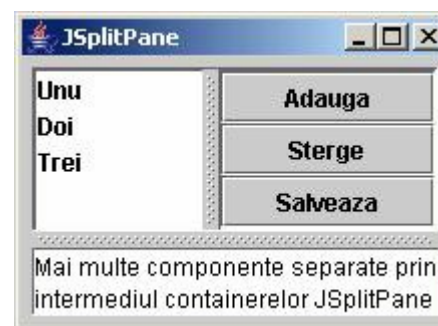 JSplitPane
Unu
Doi
Trei
Adauga
Sterge
Salveaza
Mai multe componente separate prin
intermediul containerelor JSplitPane